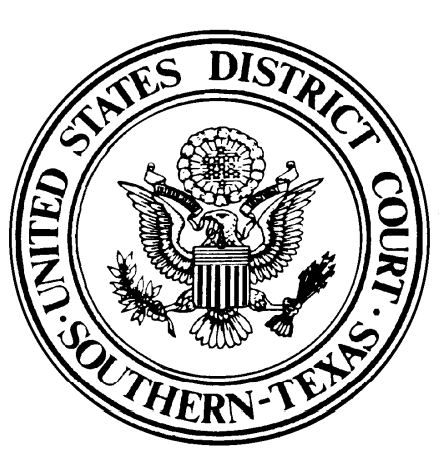 UNITED STATES DISTRICT COURT
· SOUTHERN-TEXAS ·